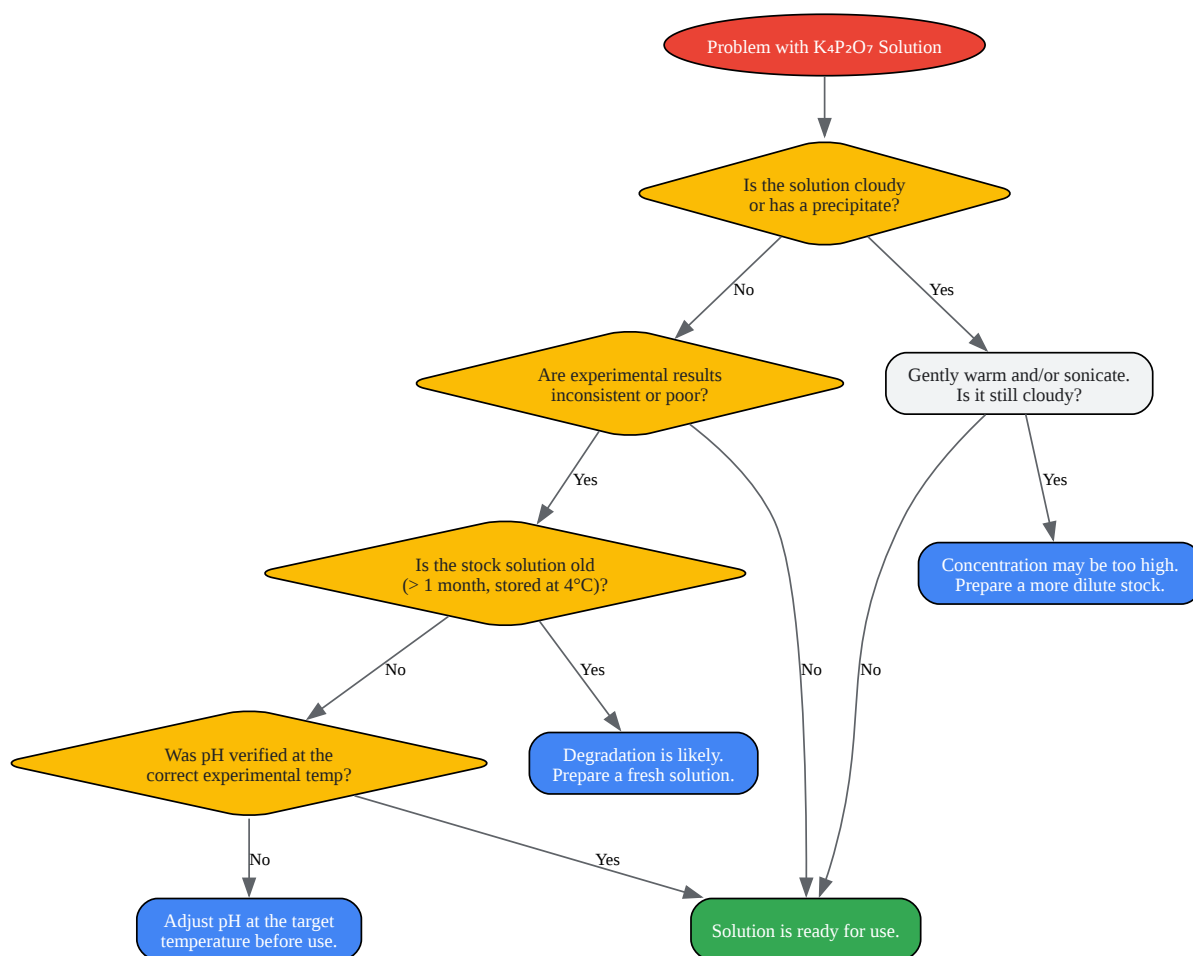 Problem with K₄P₂O₇ Solution
Is the solution cloudy
or has a precipitate?
No
Yes
Are experimental results
inconsistent or poor?
Gently warm and/or sonicate.
Is it still cloudy?
Yes
Yes
Is the stock solution old
(> 1 month, stored at 4°C)?
Concentration may be too high.
Prepare a more dilute stock.
No
Yes
No
No
Was pH verified at the
correct experimental temp?
Degradation is likely.
Prepare a fresh solution.
No
Yes
Adjust pH at the target
temperature before use.
Solution is ready for use.